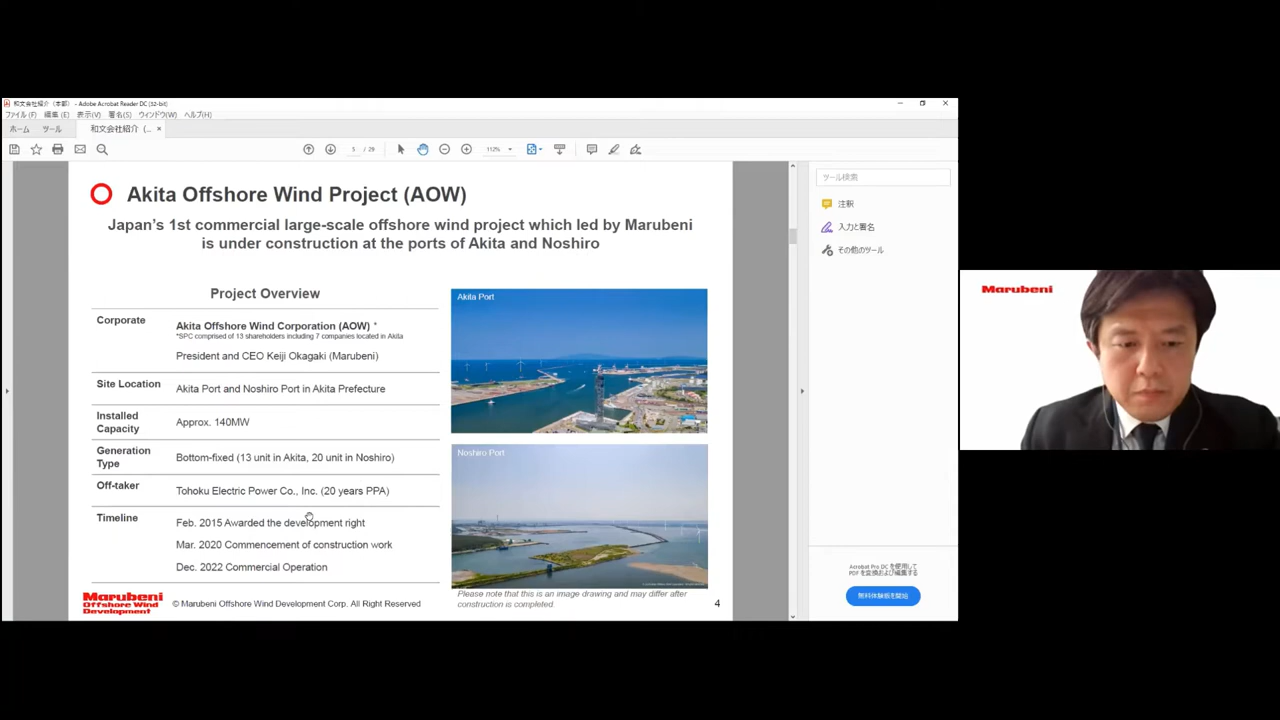 和文会社紹介（本部） - Adobe Acrobat Reader DC (32-bit)
ファイル(F) 編集(E) 表示(V) 署名(S) ウィンドウ(W) ヘルプ(H)
ホーム ツール 和文会社紹介 (... ×
5 / 29 112%
ツール検索
注釈
入力と署名
その他のツール
Akita Offshore Wind Project (AOW)
Japan's 1st commercial large-scale offshore wind project which led by Marubeni
is under construction at the ports of Akita and Noshiro
Project Overview
Corporate
Akita Offshore Wind Corporation (AOW) *
*SPC comprised of 13 shareholders including 7 companies located in Akita
President and CEO Keiji Okagaki (Marubeni)
Site Location
Akita Port and Noshiro Port in Akita Prefecture
Installed
Capacity
Approx. 140MW
Generation
Type
Bottom-fixed (13 unit in Akita, 20 unit in Noshiro)
Off-taker
Tohoku Electric Power Co., Inc. (20 years PPA)
Timeline
Feb. 2015 Awarded the development right
Mar. 2020 Commencement of construction work
Dec. 2022 Commercial Operation
Akita Port
Noshiro Port
Please note that this is an image drawing and may differ after
construction is completed.
Marubeni
Offshore Wind
Development
© Marubeni Offshore Wind Development Corp. All Right Reserved
4
Acrobat Pro DC を使用して
PDF を変換および編集する
無料体験版を開始
Marubeni